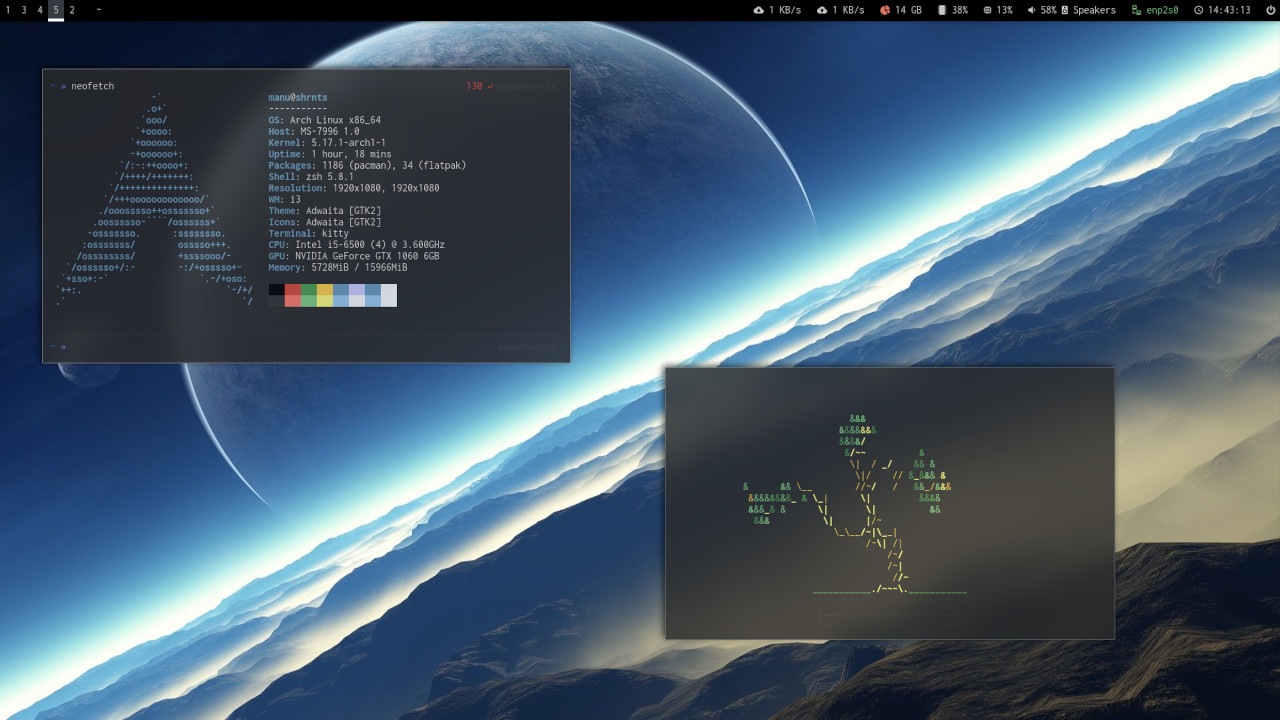 1 3 4 5 2 ~ 1 KB/s 1 KB/s 14 GB 38% 13% 58% Speakers enp2s0 14:43:13
~ » neofetch 130 ↵ manu@shrnts
manu@shrnts
-----------
OS: Arch Linux x86_64
Host: MS-7996 1.0
Kernel: 5.17.1-arch1-1
Uptime: 1 hour, 18 mins
Packages: 1186 (pacman), 34 (flatpak)
Shell: zsh 5.8.1
Resolution: 1920x1080, 1920x1080
WM: i3
Theme: Adwaita [GTK2]
Icons: Adwaita [GTK2]
Terminal: kitty
CPU: Intel i5-6500 (4) @ 3.600GHz
GPU: NVIDIA GeForce GTX 1060 6GB
Memory: 5728MiB / 15966MiB
~ » manu@shrnts